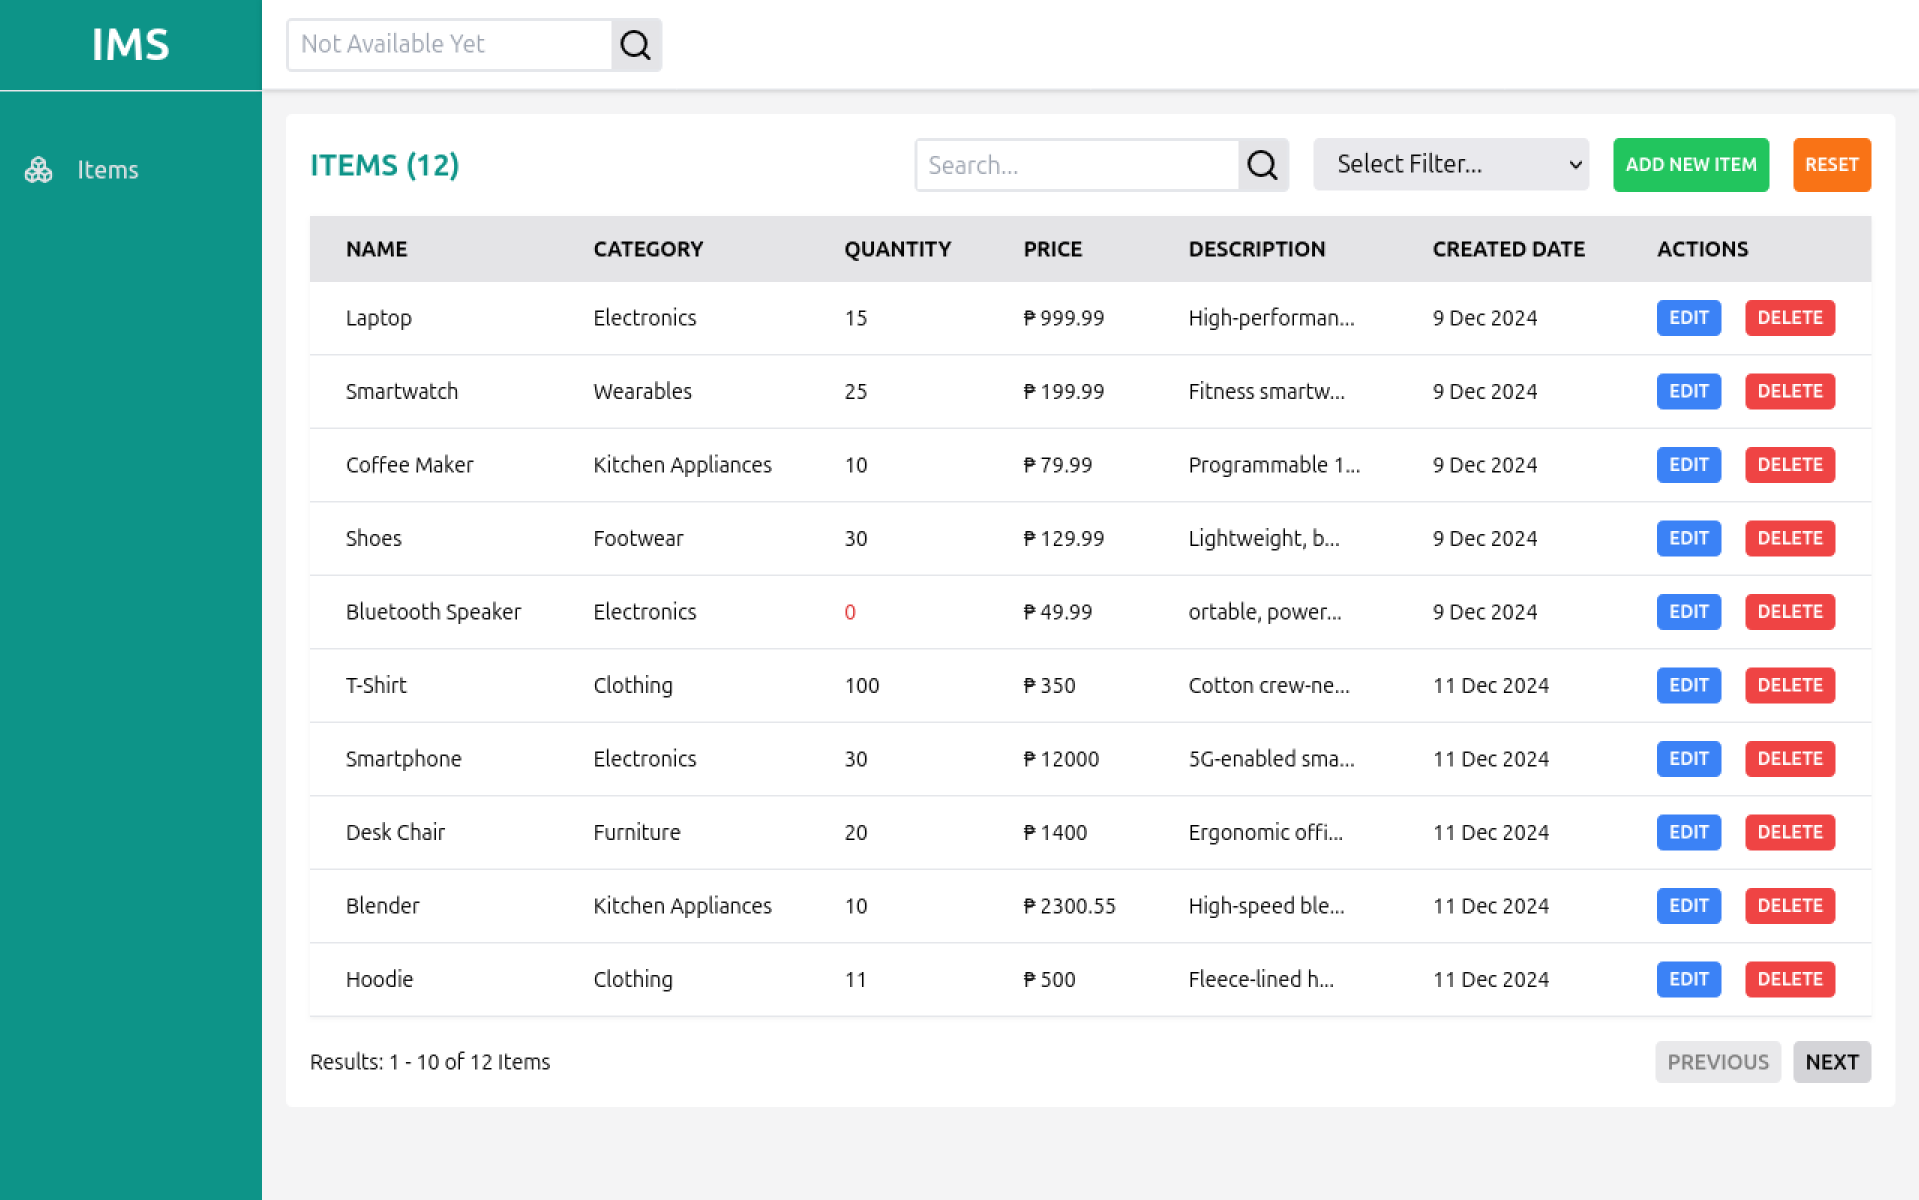 IMS
Not Available Yet
Items
ITEMS (12)
Search...
Select Filter...
ADD NEW ITEM
RESET
NAME CATEGORY QUANTITY PRICE DESCRIPTION CREATED DATE ACTIONS
Laptop Electronics 15 ₱ 999.99 High-performan... 9 Dec 2024 EDIT DELETE
Smartwatch Wearables 25 ₱ 199.99 Fitness smartw... 9 Dec 2024 EDIT DELETE
Coffee Maker Kitchen Appliances 10 ₱ 79.99 Programmable 1... 9 Dec 2024 EDIT DELETE
Shoes Footwear 30 ₱ 129.99 Lightweight, b... 9 Dec 2024 EDIT DELETE
Bluetooth Speaker Electronics 0 ₱ 49.99 ortable, power... 9 Dec 2024 EDIT DELETE
T-Shirt Clothing 100 ₱ 350 Cotton crew-ne... 11 Dec 2024 EDIT DELETE
Smartphone Electronics 30 ₱ 12000 5G-enabled sma... 11 Dec 2024 EDIT DELETE
Desk Chair Furniture 20 ₱ 1400 Ergonomic offi... 11 Dec 2024 EDIT DELETE
Blender Kitchen Appliances 10 ₱ 2300.55 High-speed ble... 11 Dec 2024 EDIT DELETE
Hoodie Clothing 11 ₱ 500 Fleece-lined h... 11 Dec 2024 EDIT DELETE
Results: 1 - 10 of 12 Items
PREVIOUS NEXT